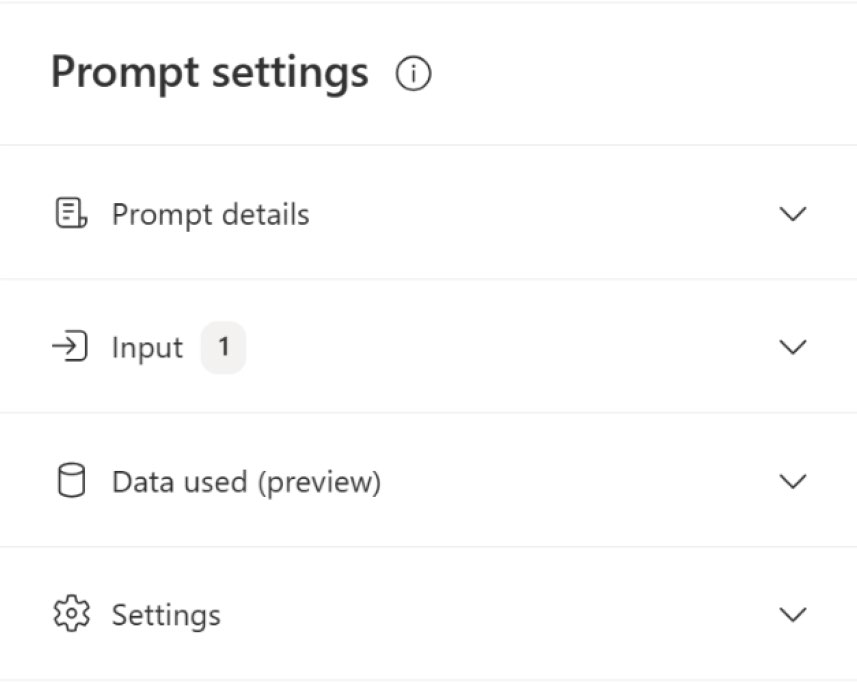 Prompt settings
Prompt details
Input 1
Data used (preview)
Settings